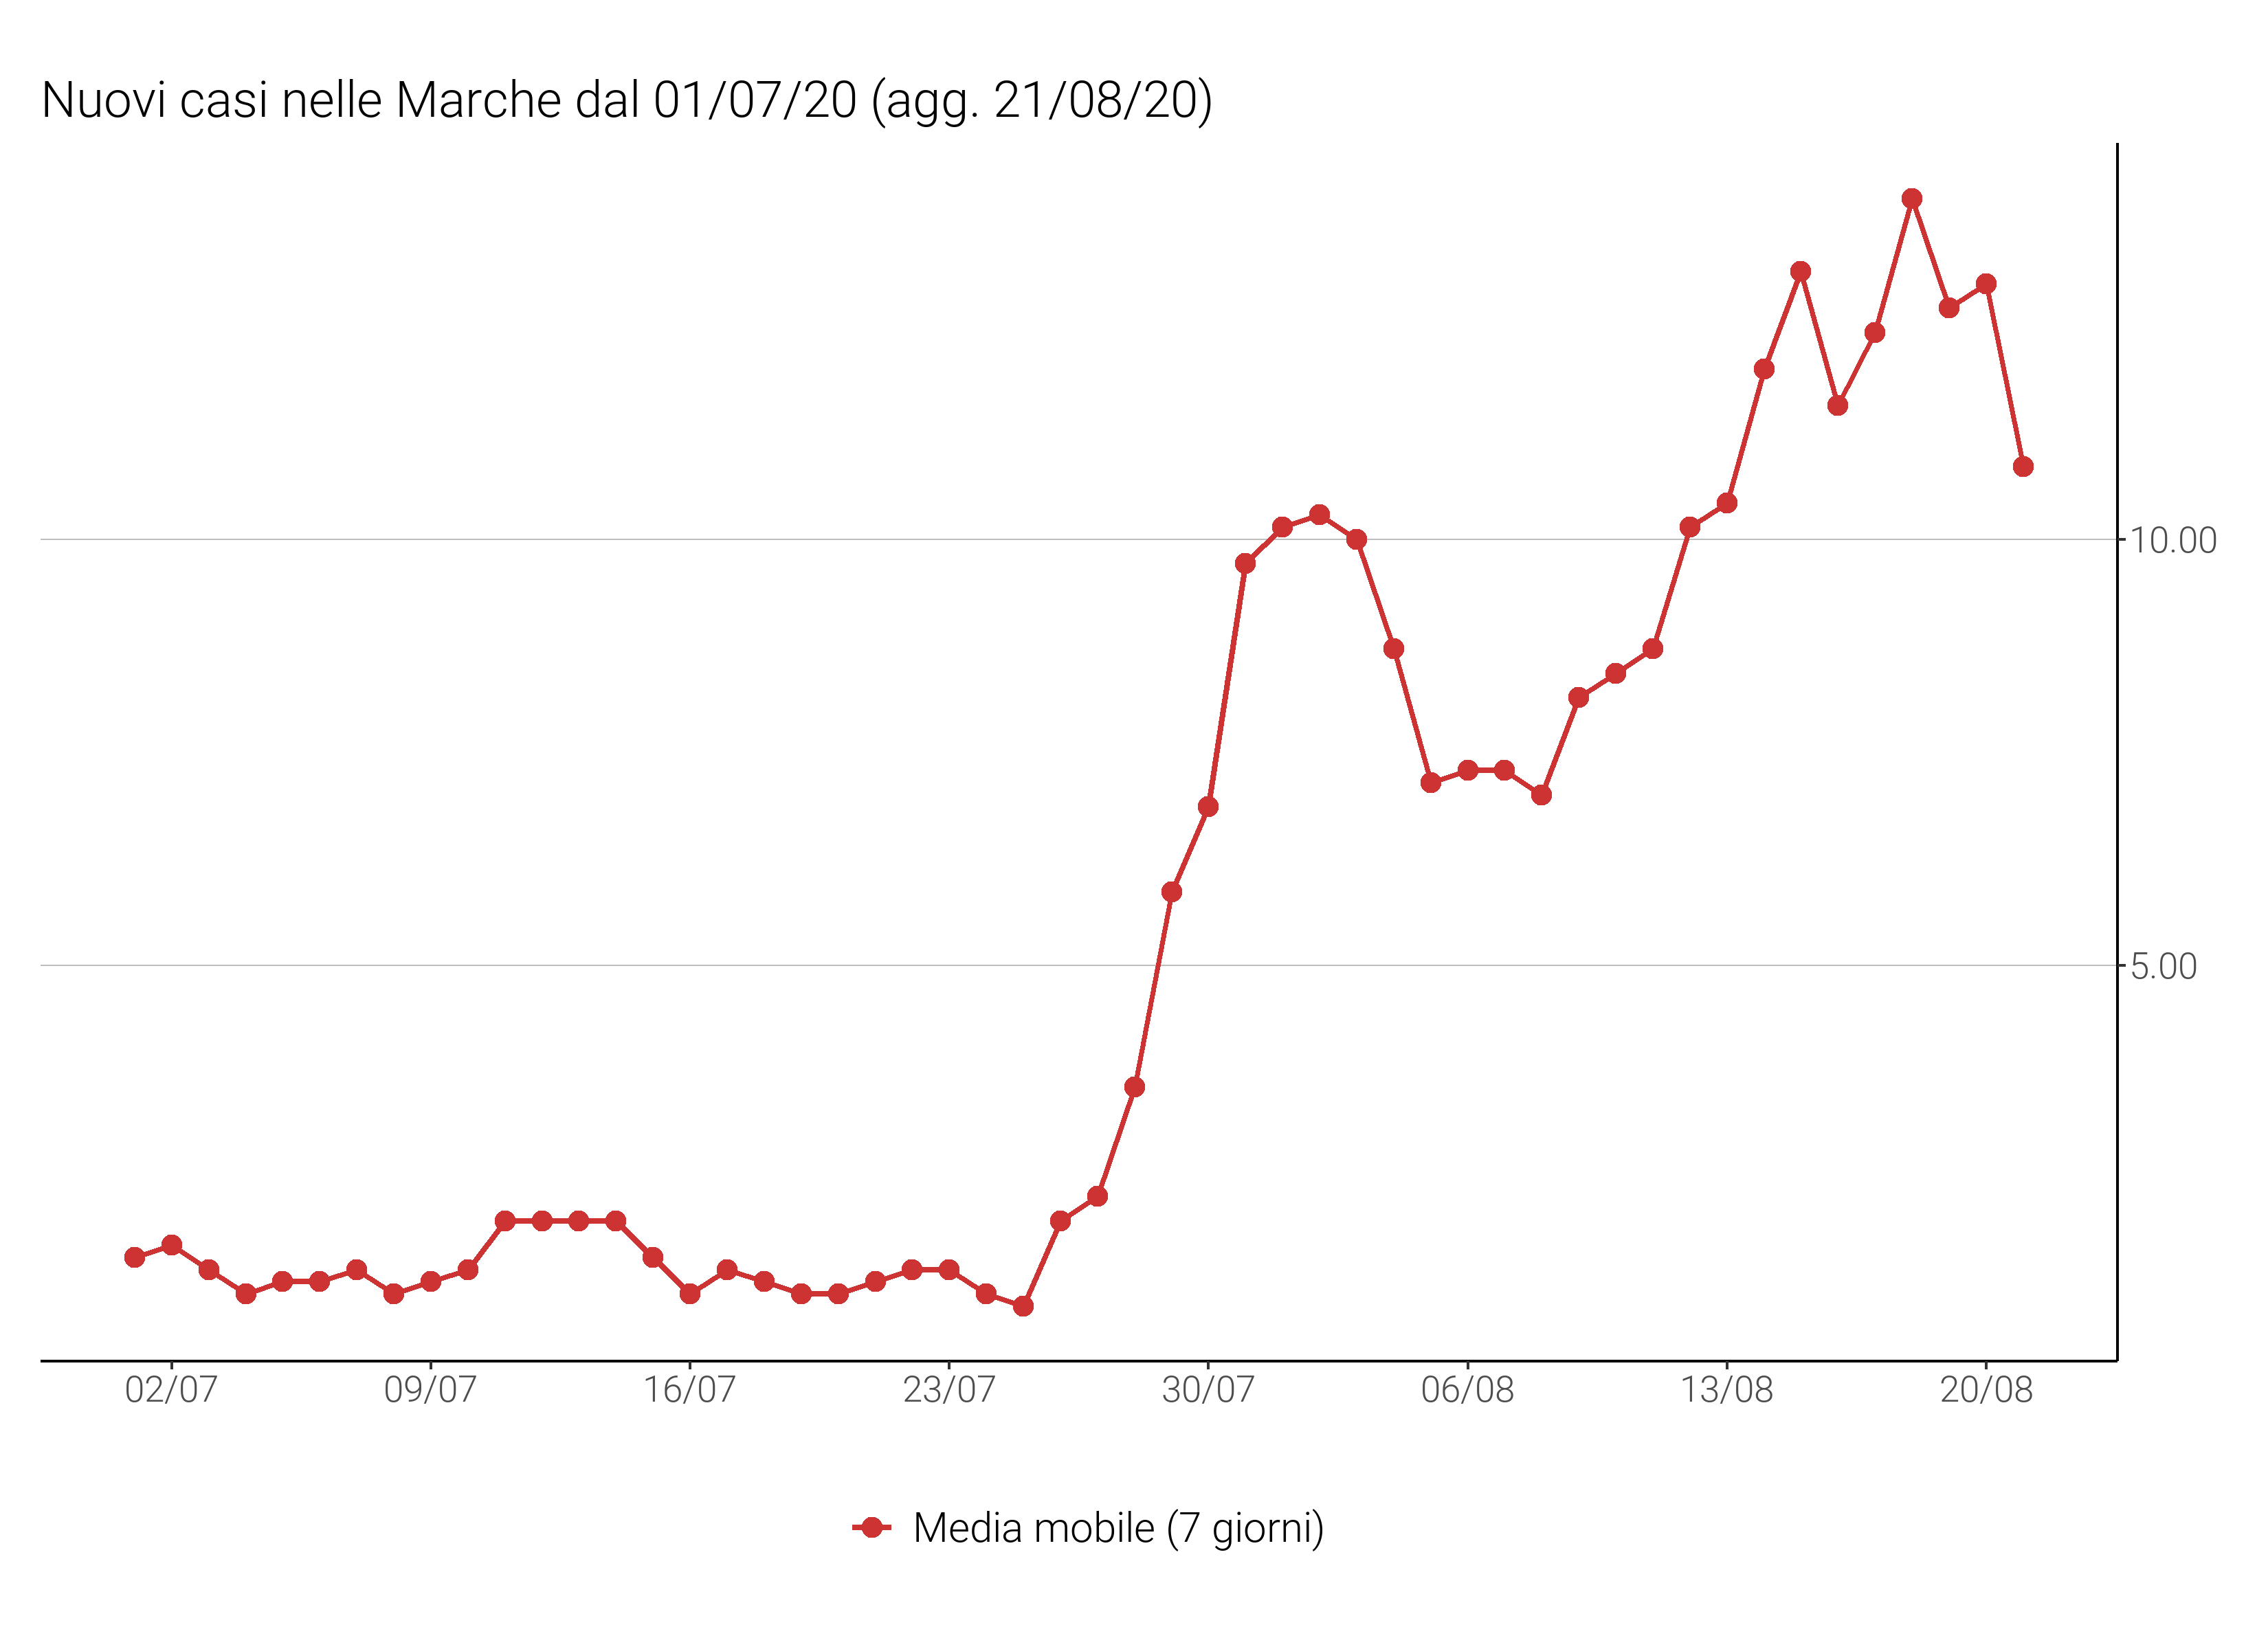 Nuovi casi nelle Marche dal 01/07/20 (agg. 21/08/20)
10.00
5.00
02/07 09/07 16/07 23/07 30/07 06/08 13/08 20/08
Media mobile (7 giorni)